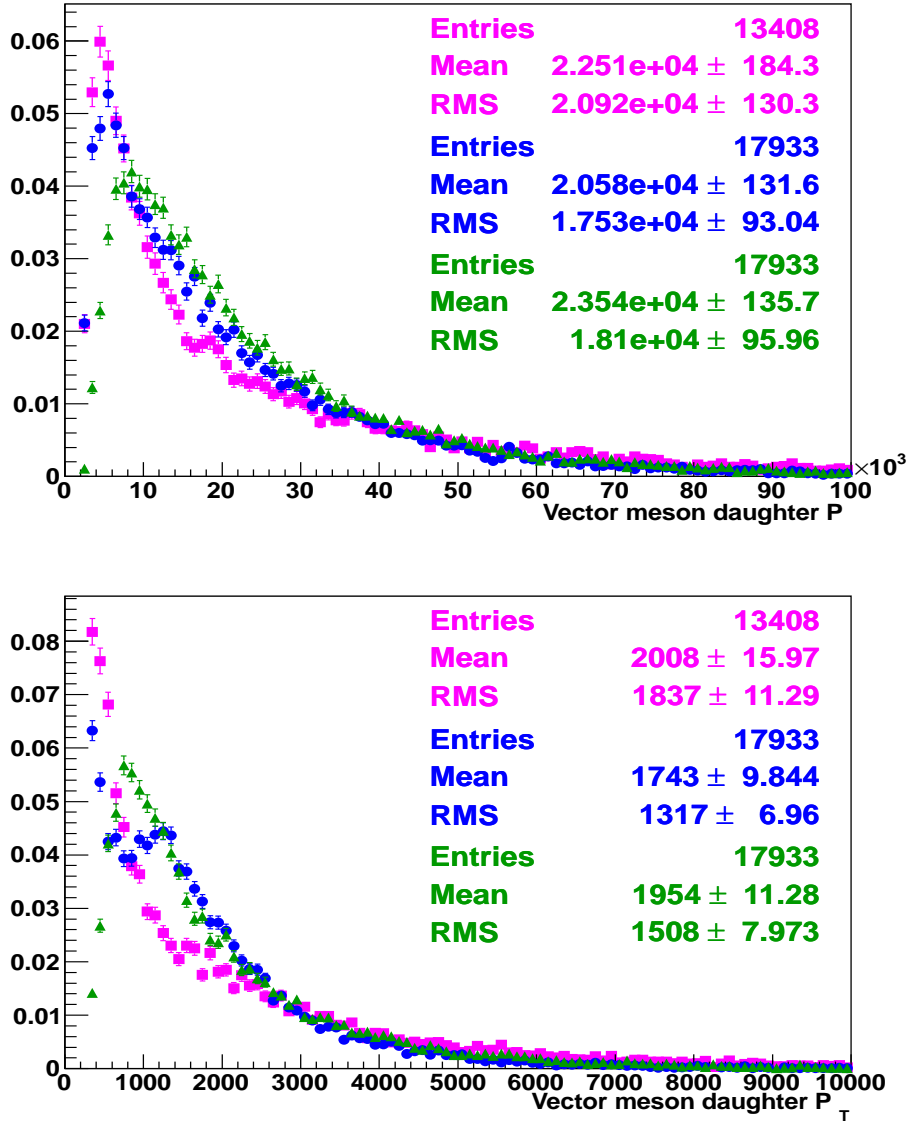 0.06
0.05
0.04
0.03
0.02
0.01
0
Entries 13408
Mean 2.251e+04 ± 184.3
RMS 2.092e+04 ± 130.3
Entries 17933
Mean 2.058e+04 ± 131.6
RMS 1.753e+04 ± 93.04
Entries 17933
Mean 2.354e+04 ± 135.7
RMS 1.81e+04 ± 95.96
0 10 20 30 40 50 60 70 80 90 100 ×10³
Vector meson daughter P
0.08
0.07
0.06
0.05
0.04
0.03
0.02
0.01
0
Entries 13408
Mean 2008 ± 15.97
RMS 1837 ± 11.29
Entries 17933
Mean 1743 ± 9.844
RMS 1317 ± 6.96
Entries 17933
Mean 1954 ± 11.28
RMS 1508 ± 7.973
0 1000 2000 3000 4000 5000 6000 7000 8000 9000 10000
Vector meson daughter P_T